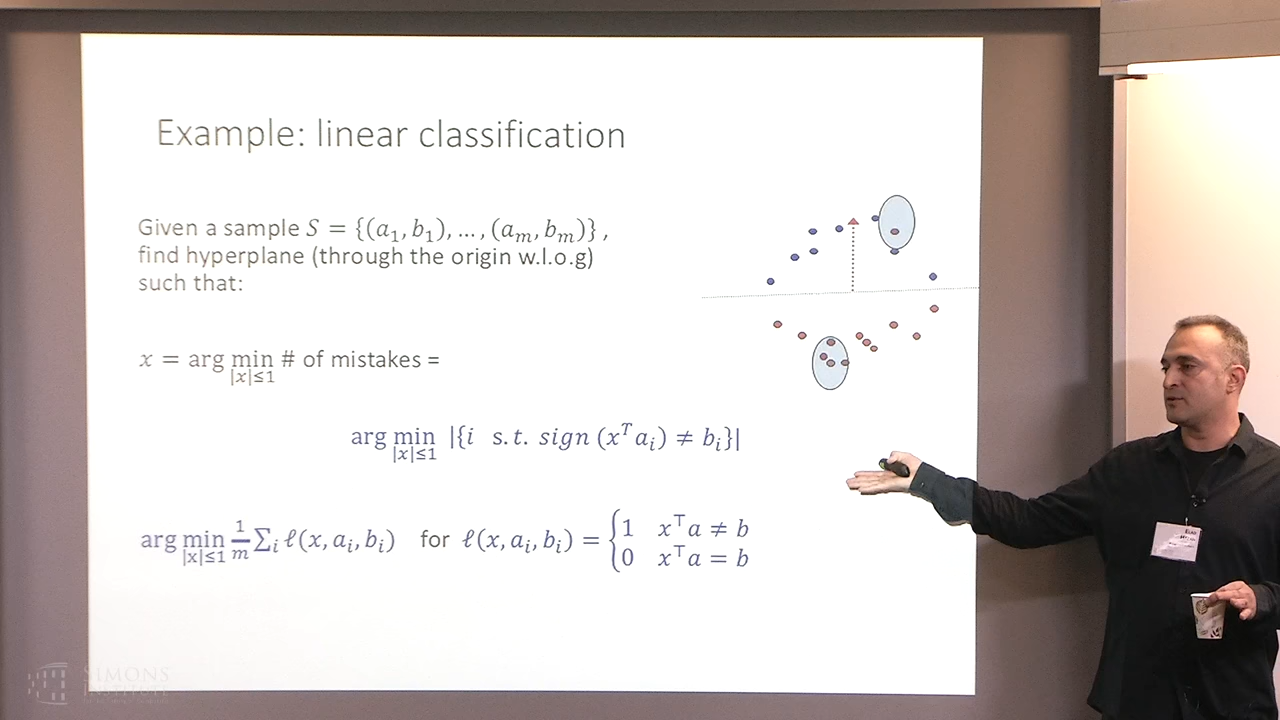 Example: linear classification
Given a sample S = {(a₁, b₁), … , (aₘ, bₘ)} ,
find hyperplane (through the origin w.l.o.g)
such that:
x = arg min |x|≤1 # of mistakes =
arg min |x|≤1 |{i s.t. sign (xᵀaᵢ) ≠ bᵢ}|
arg min |x|≤1 1/m ∑ᵢ ℓ(x, aᵢ, bᵢ) for ℓ(x, aᵢ, bᵢ) = { 1 x⊤a ≠ b
0 x⊤a = b
SIMONS
INSTITUTE